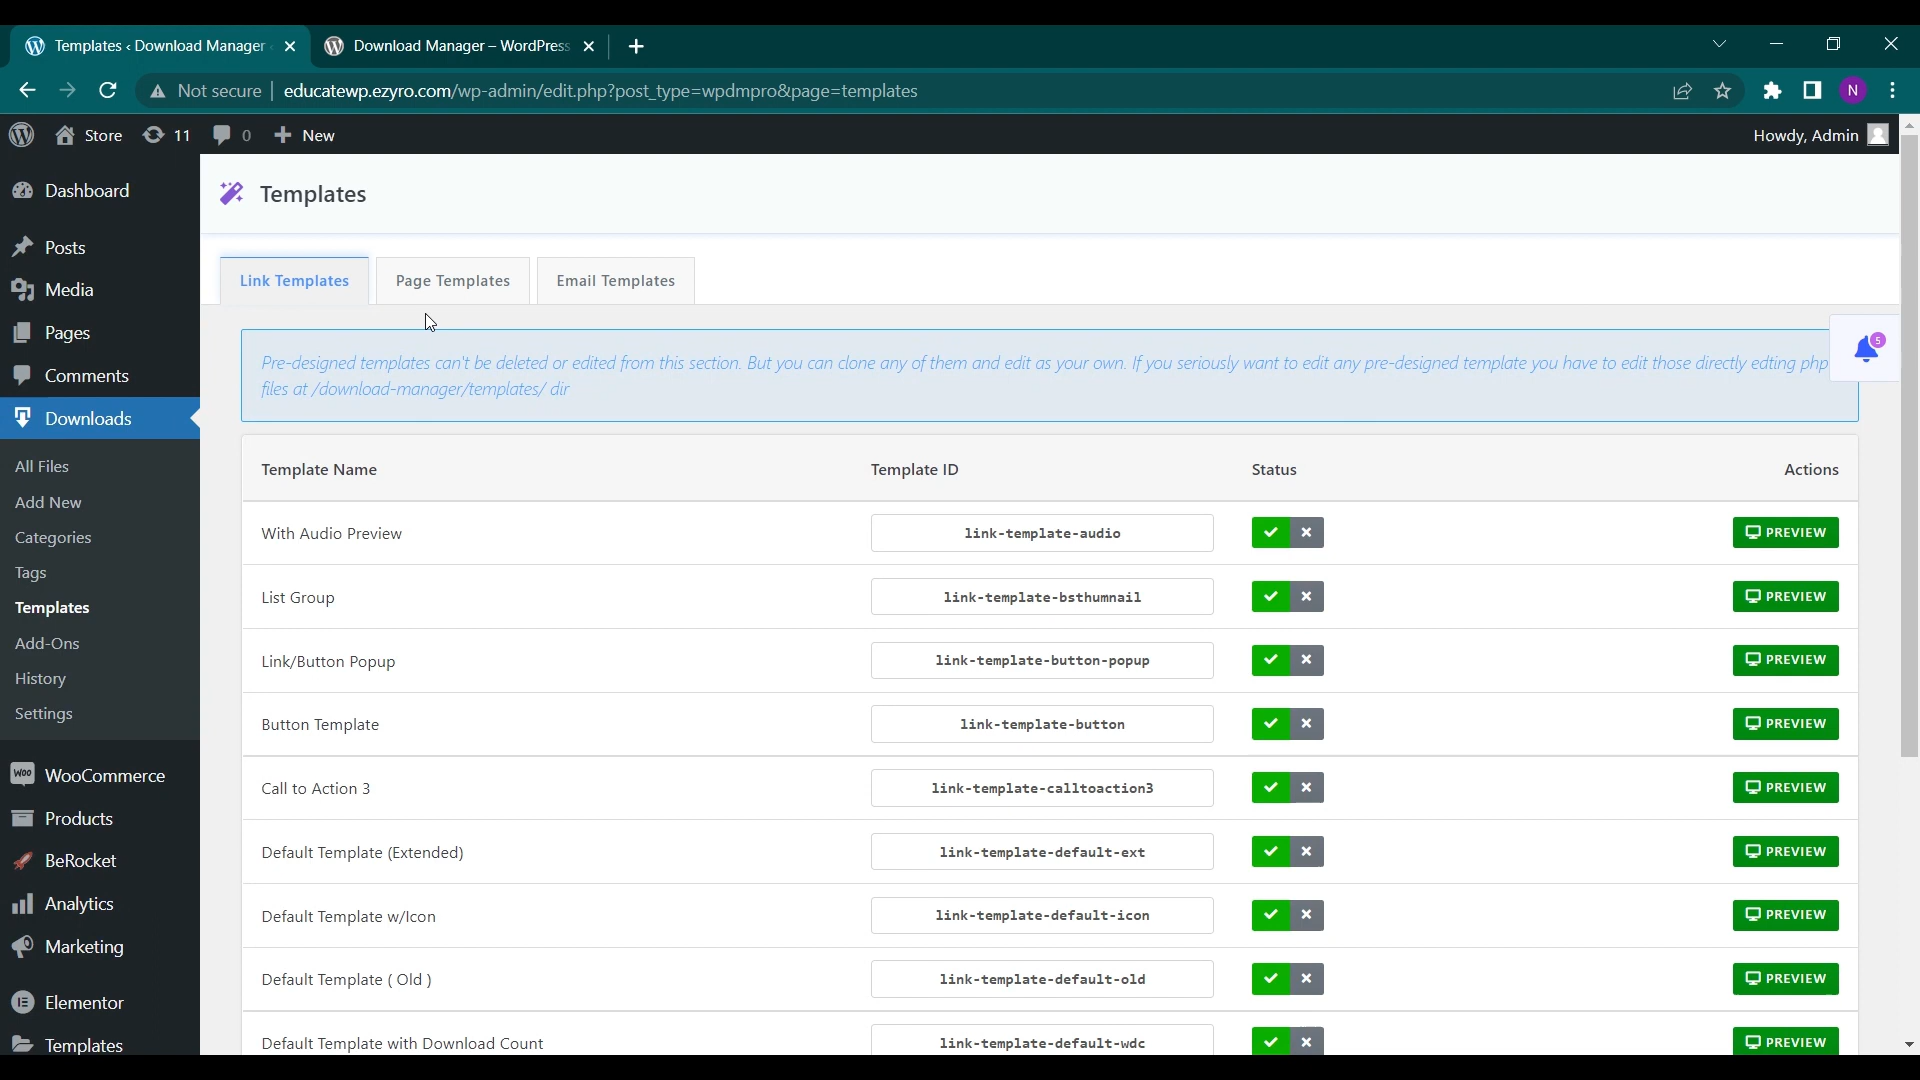 Templates ‹ Download Manager
Download Manager – WordPress
Not secure
educatewp.ezyro.com/wp-admin/edit.php?post_type=wpdmpro&page=templates
N
Store
11
0
New
Howdy, Admin
Dashboard
Posts
Media
Pages
Comments
Downloads
All Files
Add New
Categories
Tags
Templates
Add-Ons
History
Settings
WooCommerce
Products
BeRocket
Analytics
Marketing
Elementor
Templates
Templates
Link Templates
Page Templates
Email Templates
Pre-designed templates can't be deleted or edited from this section. But you can clone any of them and edit as your own. If you seriously want to edit any pre-designed template you have to edit those directly edting php
files at /download-manager/templates/ dir
5
Template Name Template ID Status Actions
With Audio Preview link-template-audio PREVIEW
List Group link-template-bsthumnail PREVIEW
Link/Button Popup link-template-button-popup PREVIEW
Button Template link-template-button PREVIEW
Call to Action 3 link-template-calltoaction3 PREVIEW
Default Template (Extended) link-template-default-ext PREVIEW
Default Template w/Icon link-template-default-icon PREVIEW
Default Template ( Old ) link-template-default-old PREVIEW
Default Template with Download Count link-template-default-wdc PREVIEW